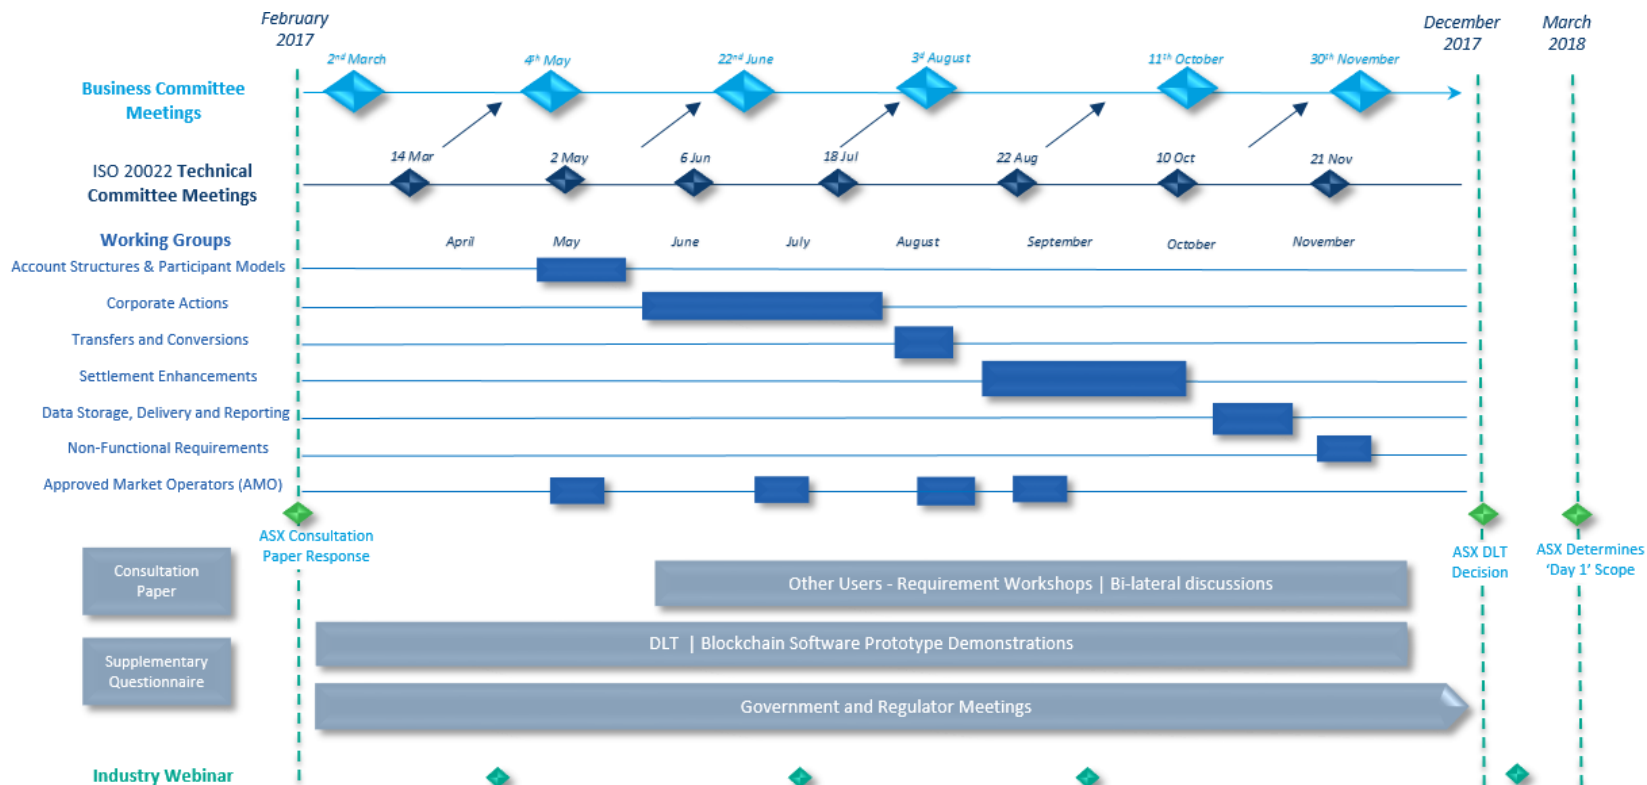 February
2017
December
2017
March
2018
2nd March
4th May
22nd June
3d August
11th October
30th November
Business Committee
Meetings
14 Mar
2 May
6 Jun
18 Jul
22 Aug
10 Oct
21 Nov
ISO 20022 Technical
Committee Meetings
Working Groups
April
May
June
July
August
September
October
November
Account Structures & Participant Models
Corporate Actions
Transfers and Conversions
Settlement Enhancements
Data Storage, Delivery and Reporting
Non-Functional Requirements
Approved Market Operators (AMO)
ASX Consultation
Paper Response
ASX DLT
Decision
ASX Determines
‘Day 1’ Scope
Consultation
Paper
Other Users - Requirement Workshops | Bi-lateral discussions
DLT | Blockchain Software Prototype Demonstrations
Supplementary
Questionnaire
Government and Regulator Meetings
Industry Webinar